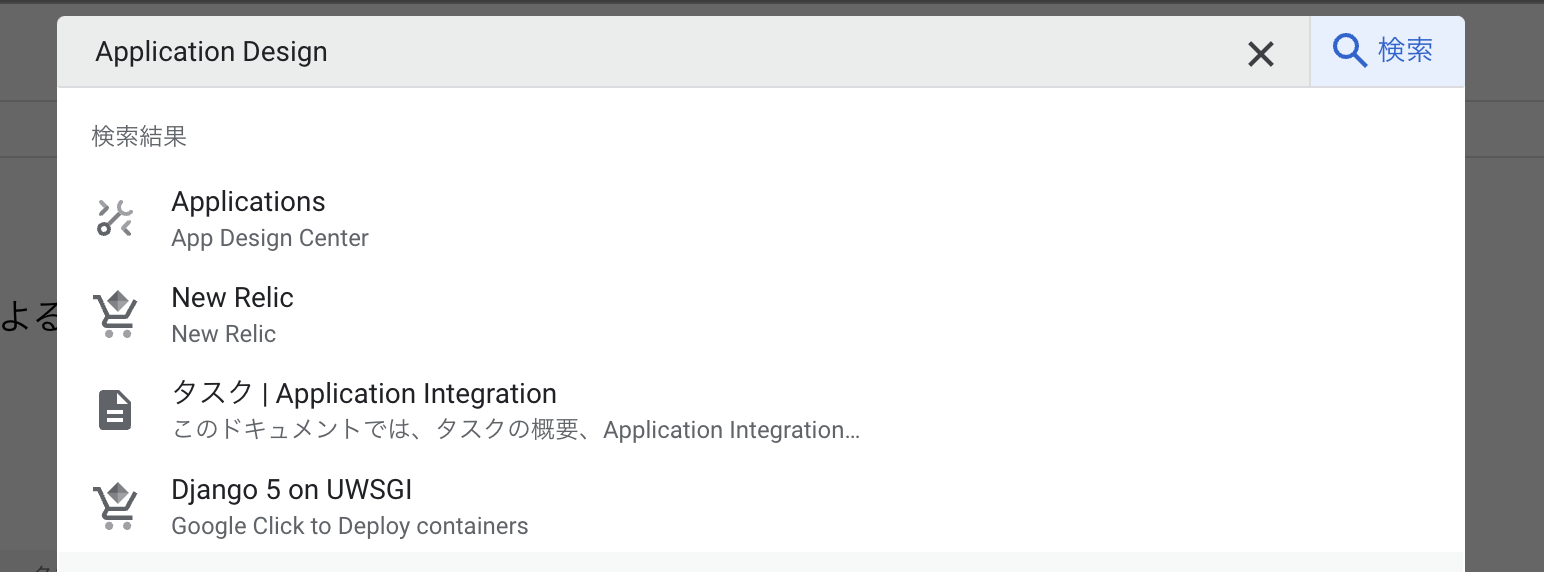 Application Design
検索
検索結果
Applications
App Design Center
New Relic
New Relic
よる
タスク | Application Integration
このドキュメントでは、タスクの概要、Application Integration…
Django 5 on UWSGI
Google Click to Deploy containers